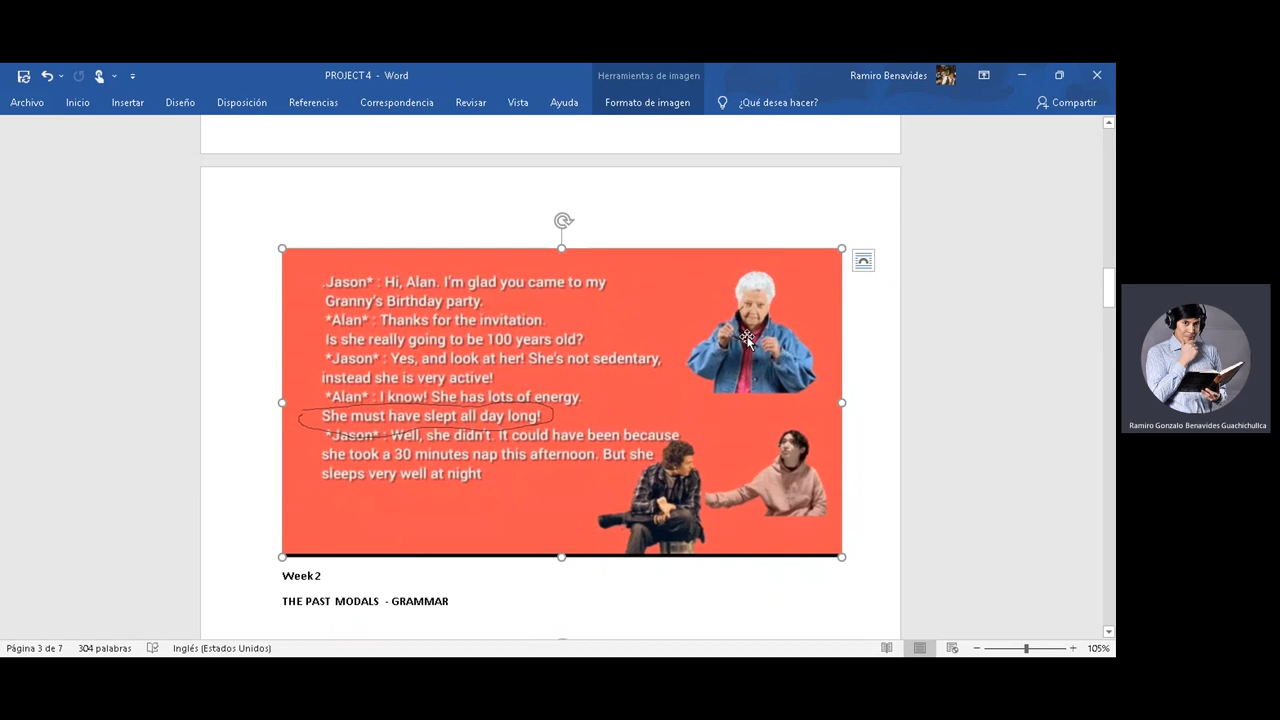 PROJECT4 - Word
Herramientas de imagen
Ramiro Benavides
Archivo Inicio Insertar Diseño Disposición Referencias Correspondencia Revisar Vista Ayuda Formato de imagen ¿Qué desea hacer? Compartir
.Jason* : Hi, Alan. I'm glad you came to my
Granny's Birthday party.
*Alan* : Thanks for the invitation.
Is she really going to be 100 years old?
*Jason* : Yes, and look at her! She's not sedentary,
instead she is very active!
*Alan* : I know! She has lots of energy.
She must have slept all day long!
*Jason* : Well, she didn't. It could have been because
she took a 30 minutes nap this afternoon. But she
sleeps very well at night
Week 2
THE PAST MODALS - GRAMMAR
Ramiro Gonzalo Benavides Guachichullca
Página 3 de 7 304 palabras Inglés (Estados Unidos) 105%